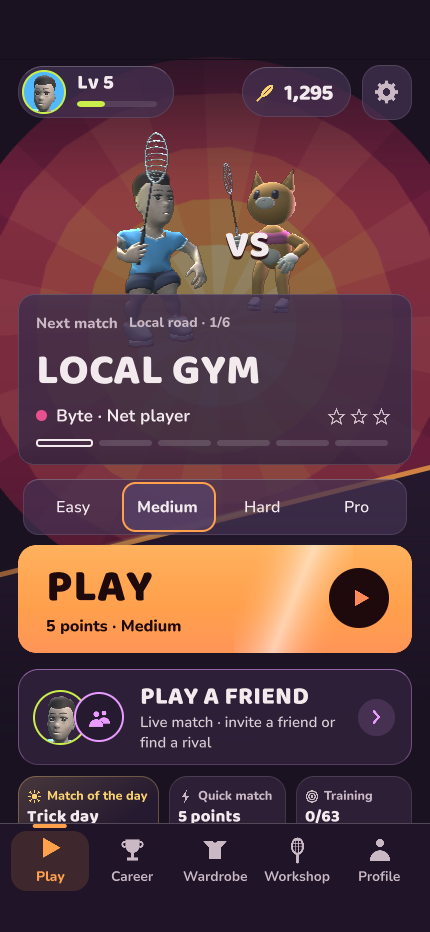 Lv 5
1,295
VS
Next match Local road · 1/6
LOCAL GYM
Byte · Net player
Easy Medium Hard Pro
PLAY
5 points · Medium
PLAY A FRIEND
Live match · invite a friend or
find a rival
Match of the day Quick match Training
Trick day 5 points 0/63
Play Career Wardrobe Workshop Profile